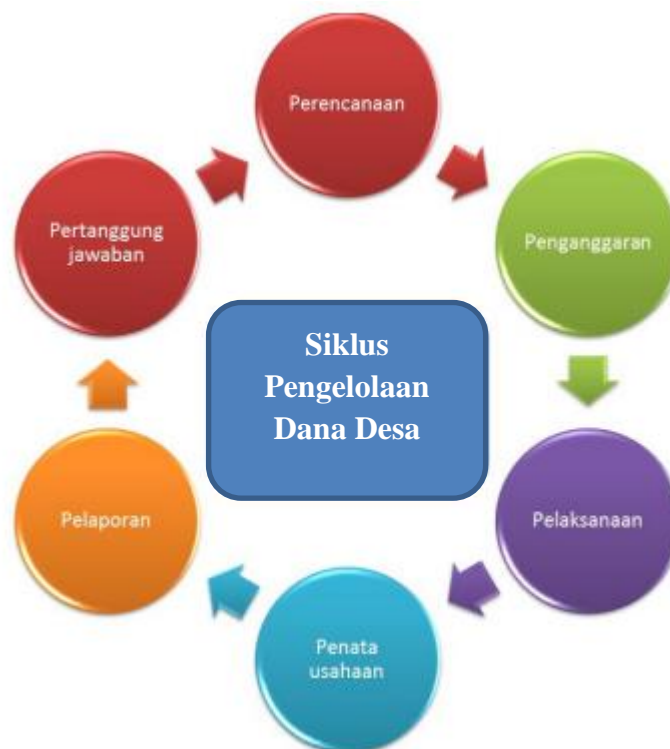 Perencanaan
Penganggaran
Pelaksanaan
Penata
usahaan
Pelaporan
Pertanggung
jawaban
Siklus
Pengelolaan
Dana Desa